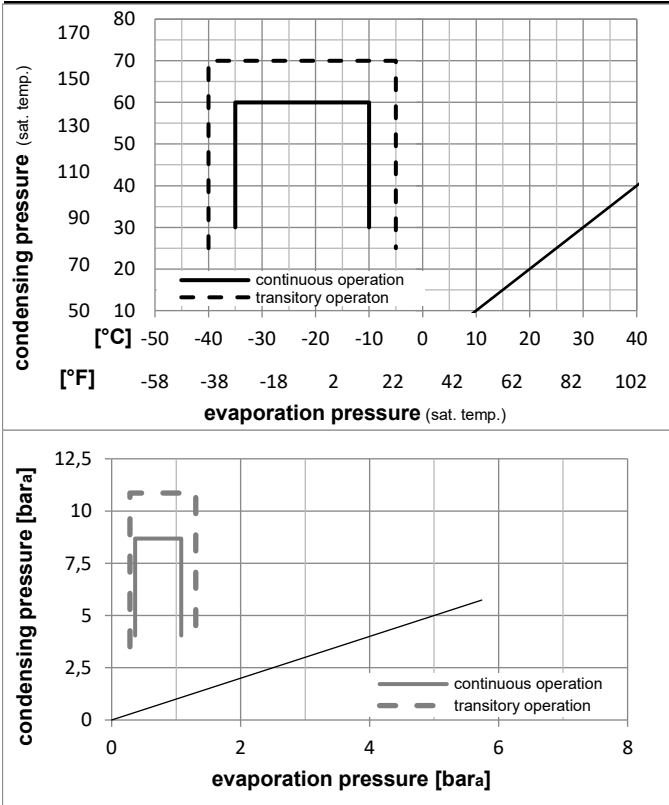 condensing pressure (sat. temp.)
170 80
70
150 60
130 50
110 40
90 30
70 20
50 10
continuous operation
transitory operaton
[°C] -50 -40 -30 -20 -10 0 10 20 30 40
[°F] -58 -38 -18 2 22 42 62 82 102
evaporation pressure (sat. temp.)
condensing pressure [bara]
12,5
10
7,5
5
2,5
0
continuous operation
transitory operation
0 2 4 6 8
evaporation pressure [bara]